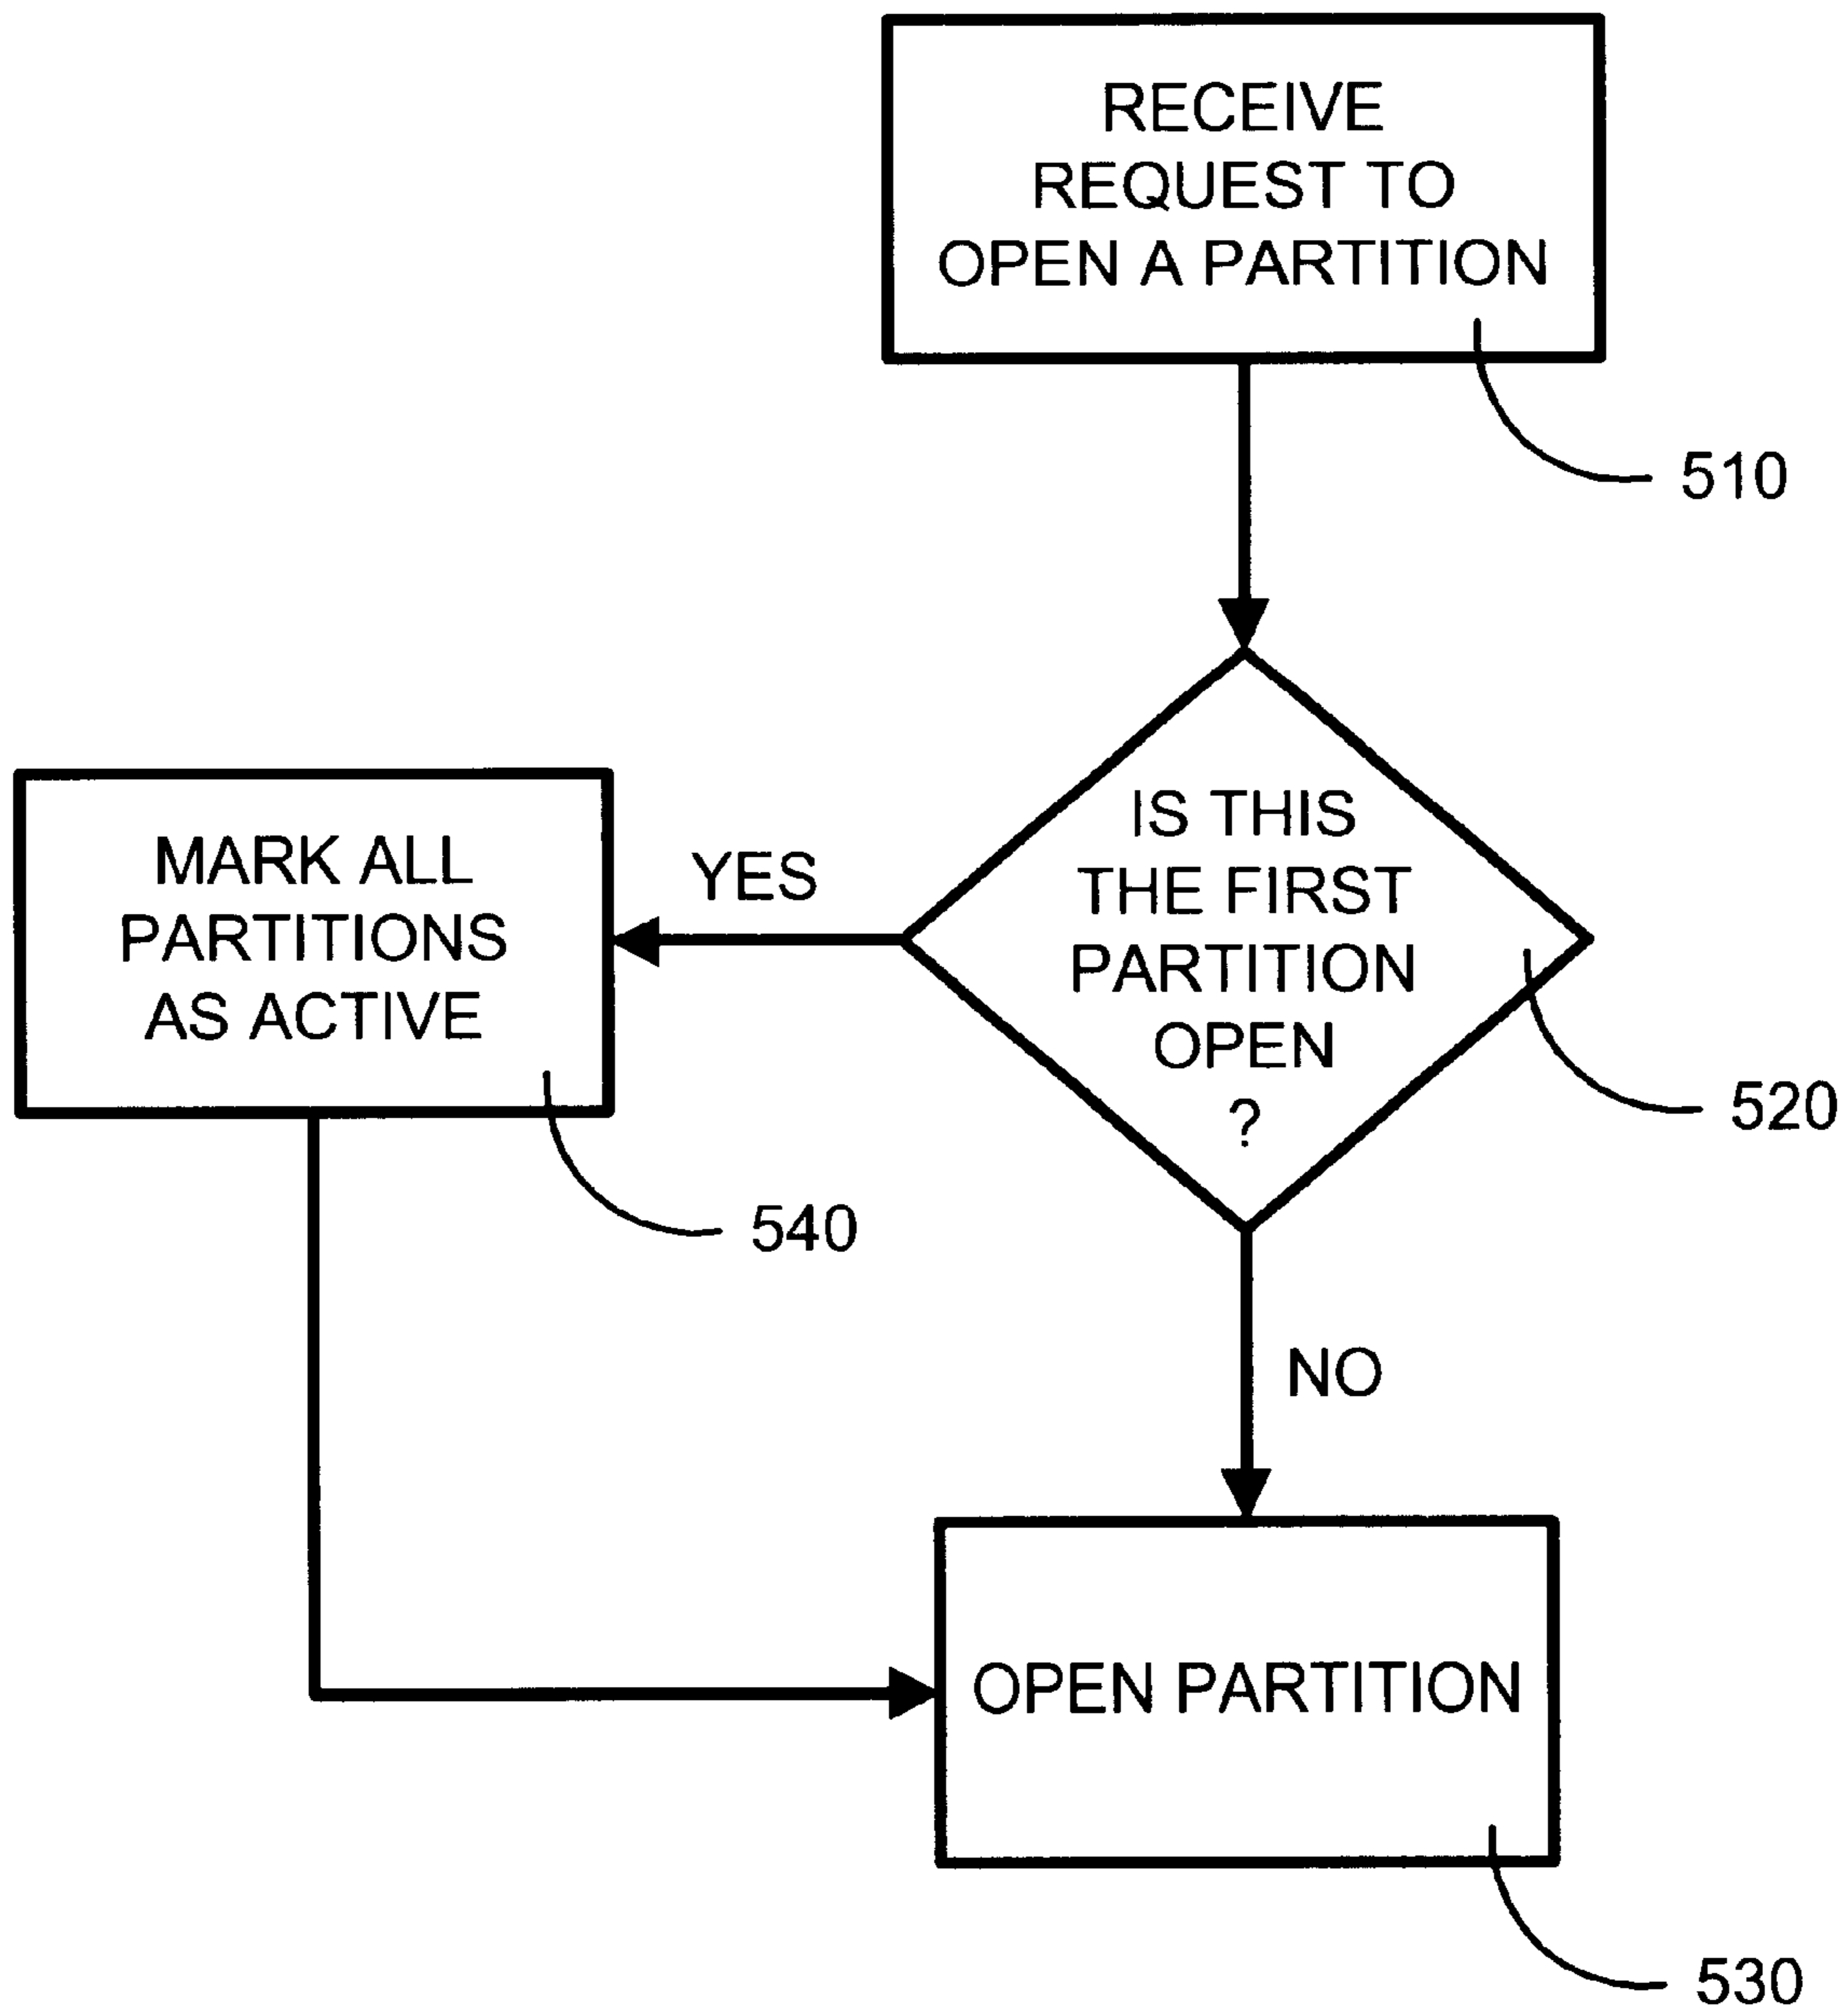 RECEIVE
REQUEST TO
OPEN A PARTITION
510
IS THIS
THE FIRST
PARTITION
OPEN
?
520
YES
MARK ALL
PARTITIONS
AS ACTIVE
540
NO
OPEN PARTITION
530